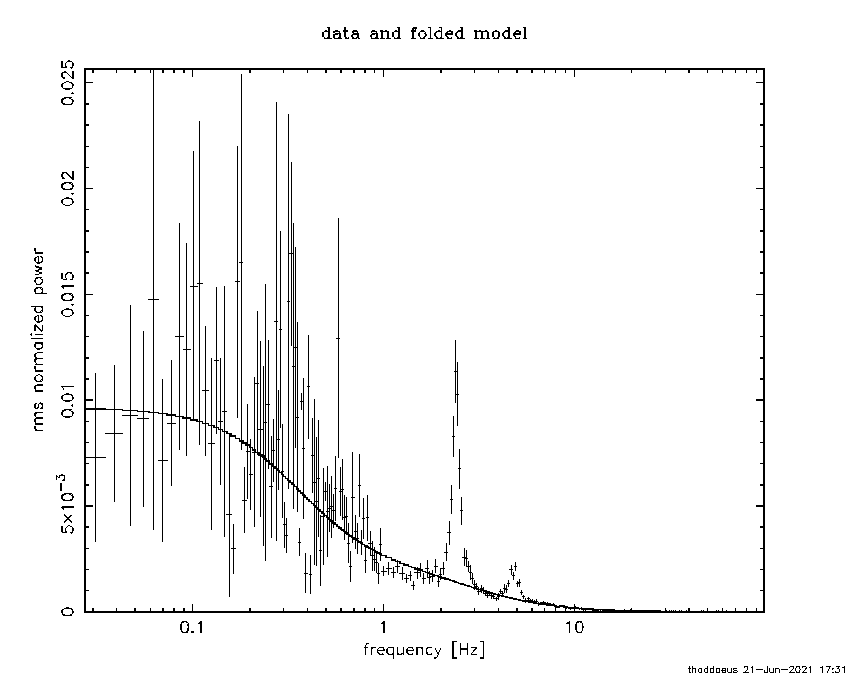 data and folded model
0.025
0.02
0.015
0.01
5×10⁻³
0
rms normalized power
0.1 1 10
frequency [Hz]
thaddaeus 21-Jun-2021 17:31